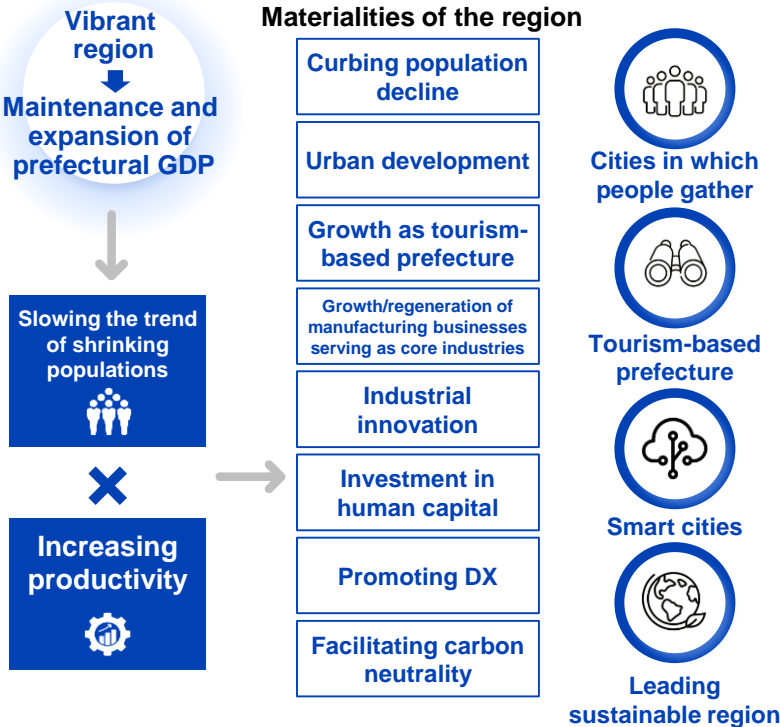 Vibrant
region
Maintenance and
expansion of
prefectural GDP
Slowing the trend
of shrinking
populations
Increasing
productivity
Materialities of the region
Curbing population
decline
Urban development
Growth as tourism-
based prefecture
Growth/regeneration of
manufacturing businesses
serving as core industries
Industrial
innovation
Investment in
human capital
Promoting DX
Facilitating carbon
neutrality
Cities in which
people gather
Tourism-based
prefecture
Smart cities
Leading
sustainable region